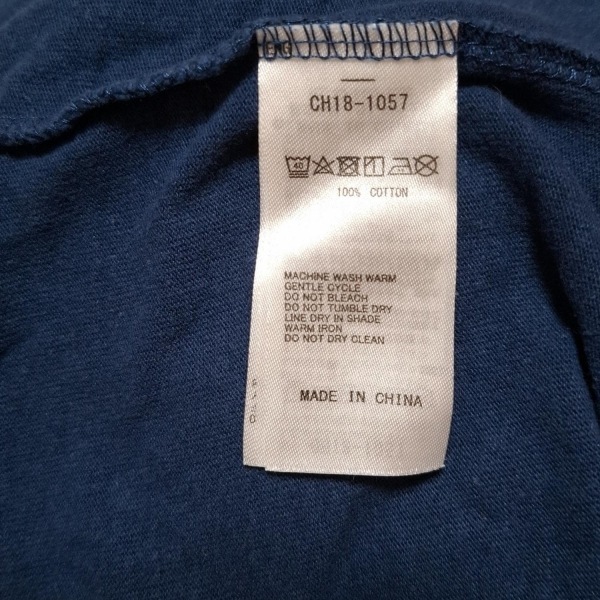 ENG
CH18-1057
40
100% COTTON
MACHINE WASH WARM
GENTLE CYCLE
DO NOT BLEACH
DO NOT TUMBLE DRY
LINE DRY IN SHADE
WARM IRON
DO NOT DRY CLEAN
MADE IN CHINA